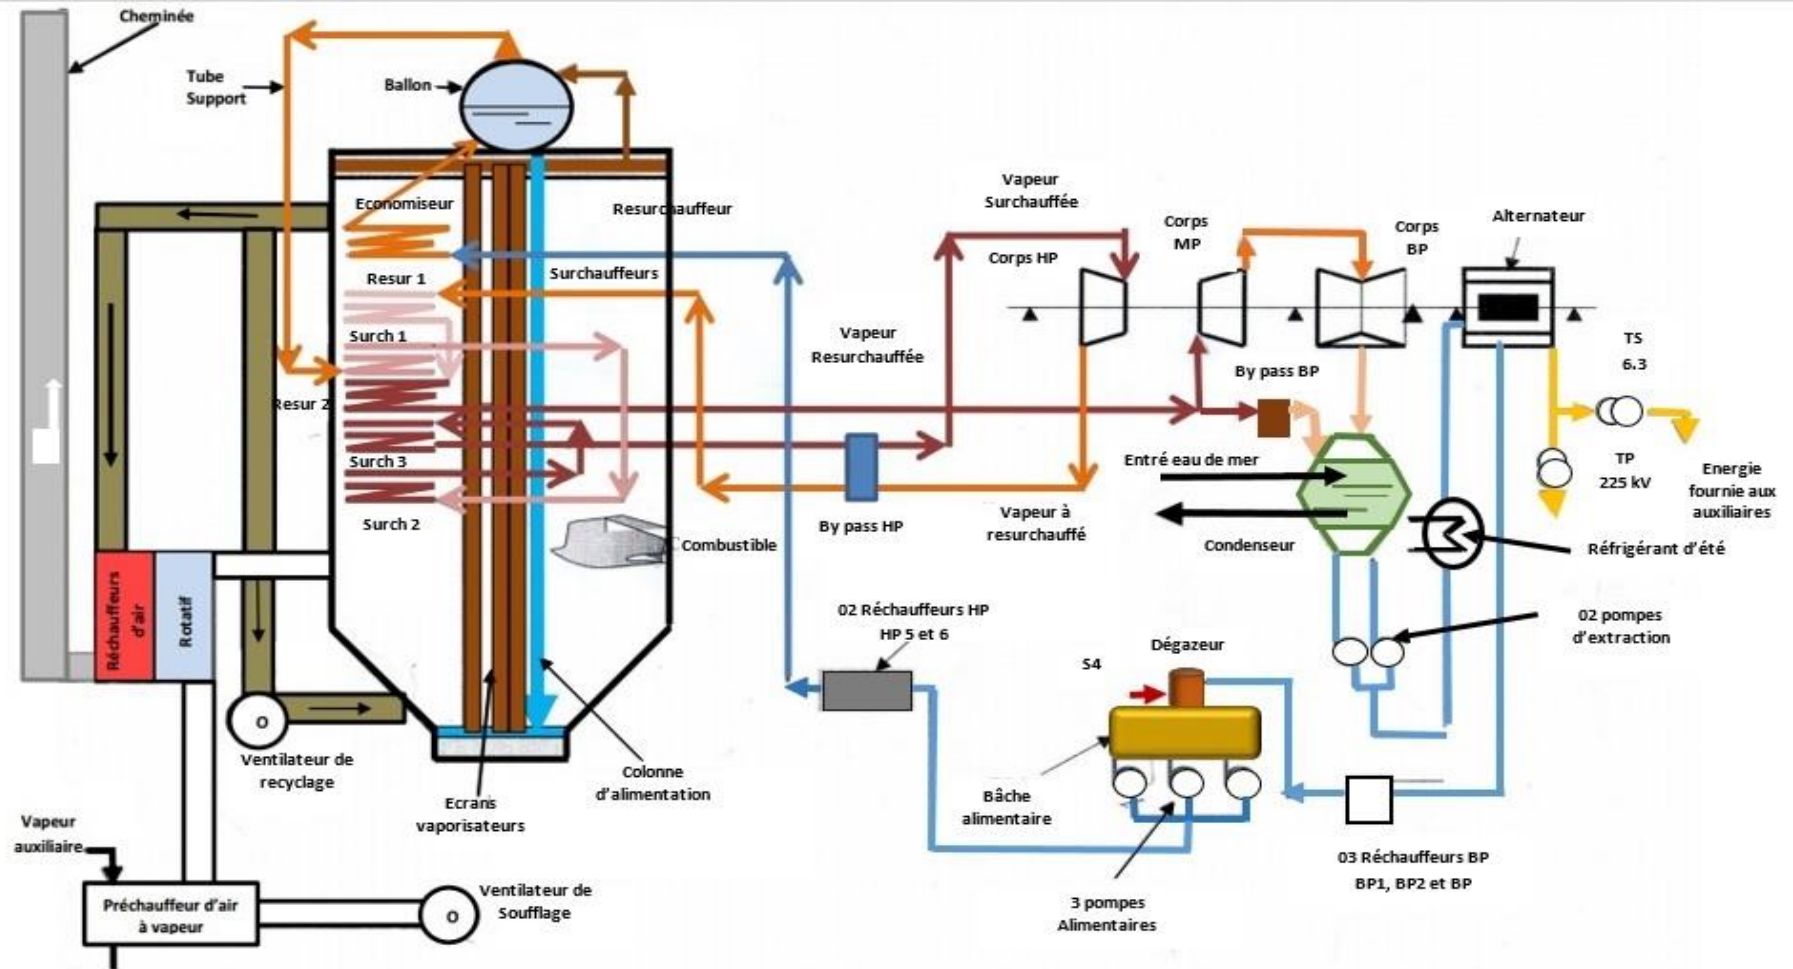 Cheminée
Tube
Support
Ballon
Economiseur
Resurchauffeur
Resur 1
Surchauffeurs
Surch 1
Resur 2
Surch 3
Surch 2
Combustible
Vapeur
Surchauffée
Corps HP
Corps
MP
Corps
BP
Alternateur
Vapeur
Resurchauffée
By pass BP
TS
6.3
TP
225 kV
Energie
fournie aux
auxiliaires
Entré eau de mer
By pass HP
Vapeur à
resurchauffé
Condenseur
Réfrigérant d'été
02 Réchauffeurs HP
HP 5 et 6
02 pompes
d'extraction
Dégazeur
S4
Réchauffeurs
d'air
Rotatif
O
Ventilateur de
recyclage
Colonne
d'alimentation
Ecrans
vaporisateurs
Bâche
alimentaire
03 Réchauffeurs BP
BP1, BP2 et BP
3 pompes
Alimentaires
Vapeur
auxiliaire
Préchauffeur d'air
à vapeur
O
Ventilateur de
Soufflage